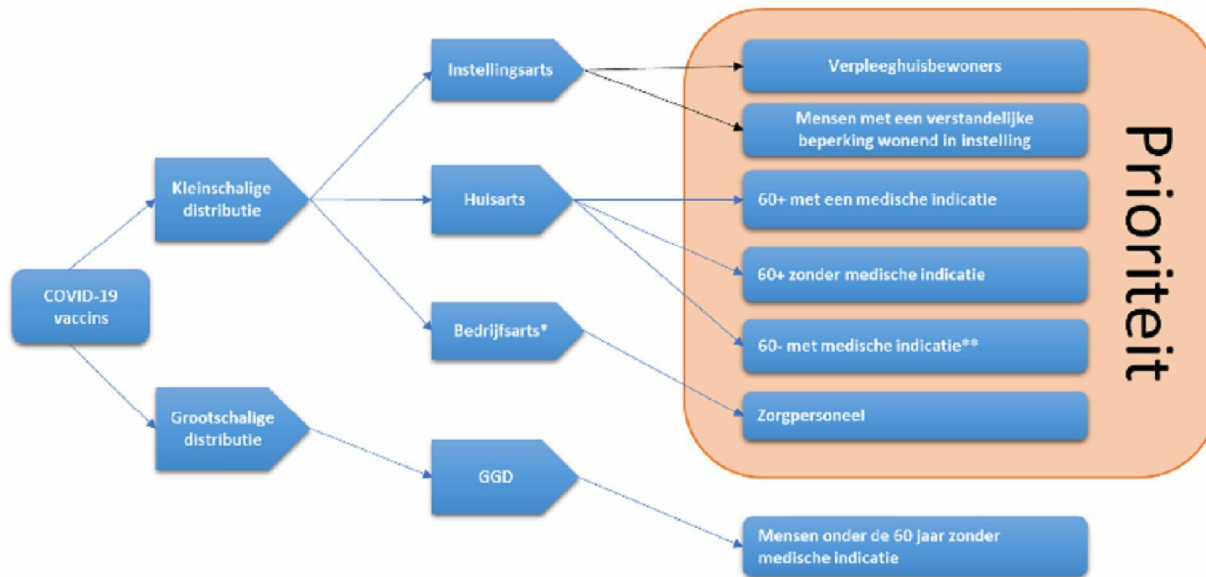 Instellingsarts
Verpleeghuisbewoners
Mensen met een verstandelijke
beperking wonend in instelling
Kleinschalige
distributie
Huisarts
60+ met een medische indicatie
60+ zonder medische indicatie
COVID-19
vaccins
Bedrijfsarts*
60- met medische indicatie**
Grootschalige
distributie
Zorgpersoneel
GGD
Mensen onder de 60 jaar zonder
medische indicatie
Prioriteit